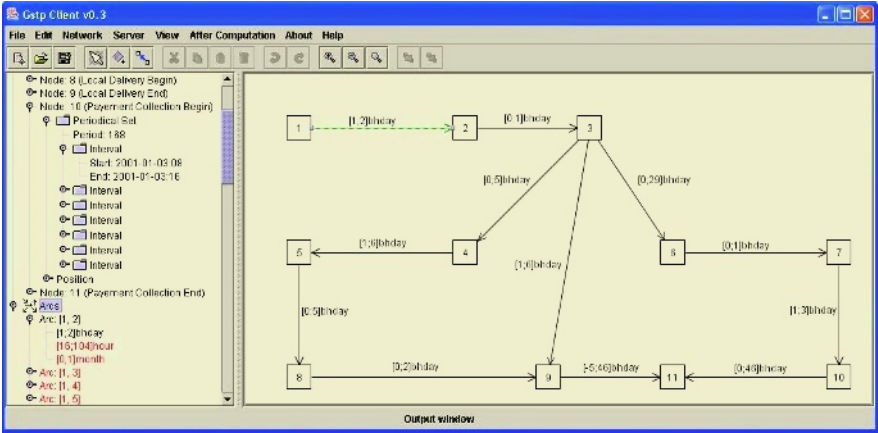 Gstp Client v0.3
File Edit Network Server View After Computation About Help
Node: 8 (Local Delivery Begin)
Node: 9 (Local Delivery End)
Node: 10 (Payement Collection Begin)
Periodical Set
Period: 168
Interval
Start: 2001-01-03:08
End: 2001-01-03:16
Interval
Interval
Interval
Interval
Interval
Position
Node: 11 (Payement Collection End)
Arcs
Arc: [1, 2]
[1;2]bhday
[16;104]hour
[0;1]month
Arc: [1, 3]
Arc: [1, 4]
Arc: [1, 5]
1 [1;2]bhday 2 [0;1]bhday 3
[0;5]bhday [0;29]bhday
5 [1;6]bhday 4 [1;6]bhday 6 [0;1]bhday 7
[0;5]bhday [1;3]bhday
8 [0;2]bhday 9 [-5;46]bhday 11 [0;46]bhday 10
Output window